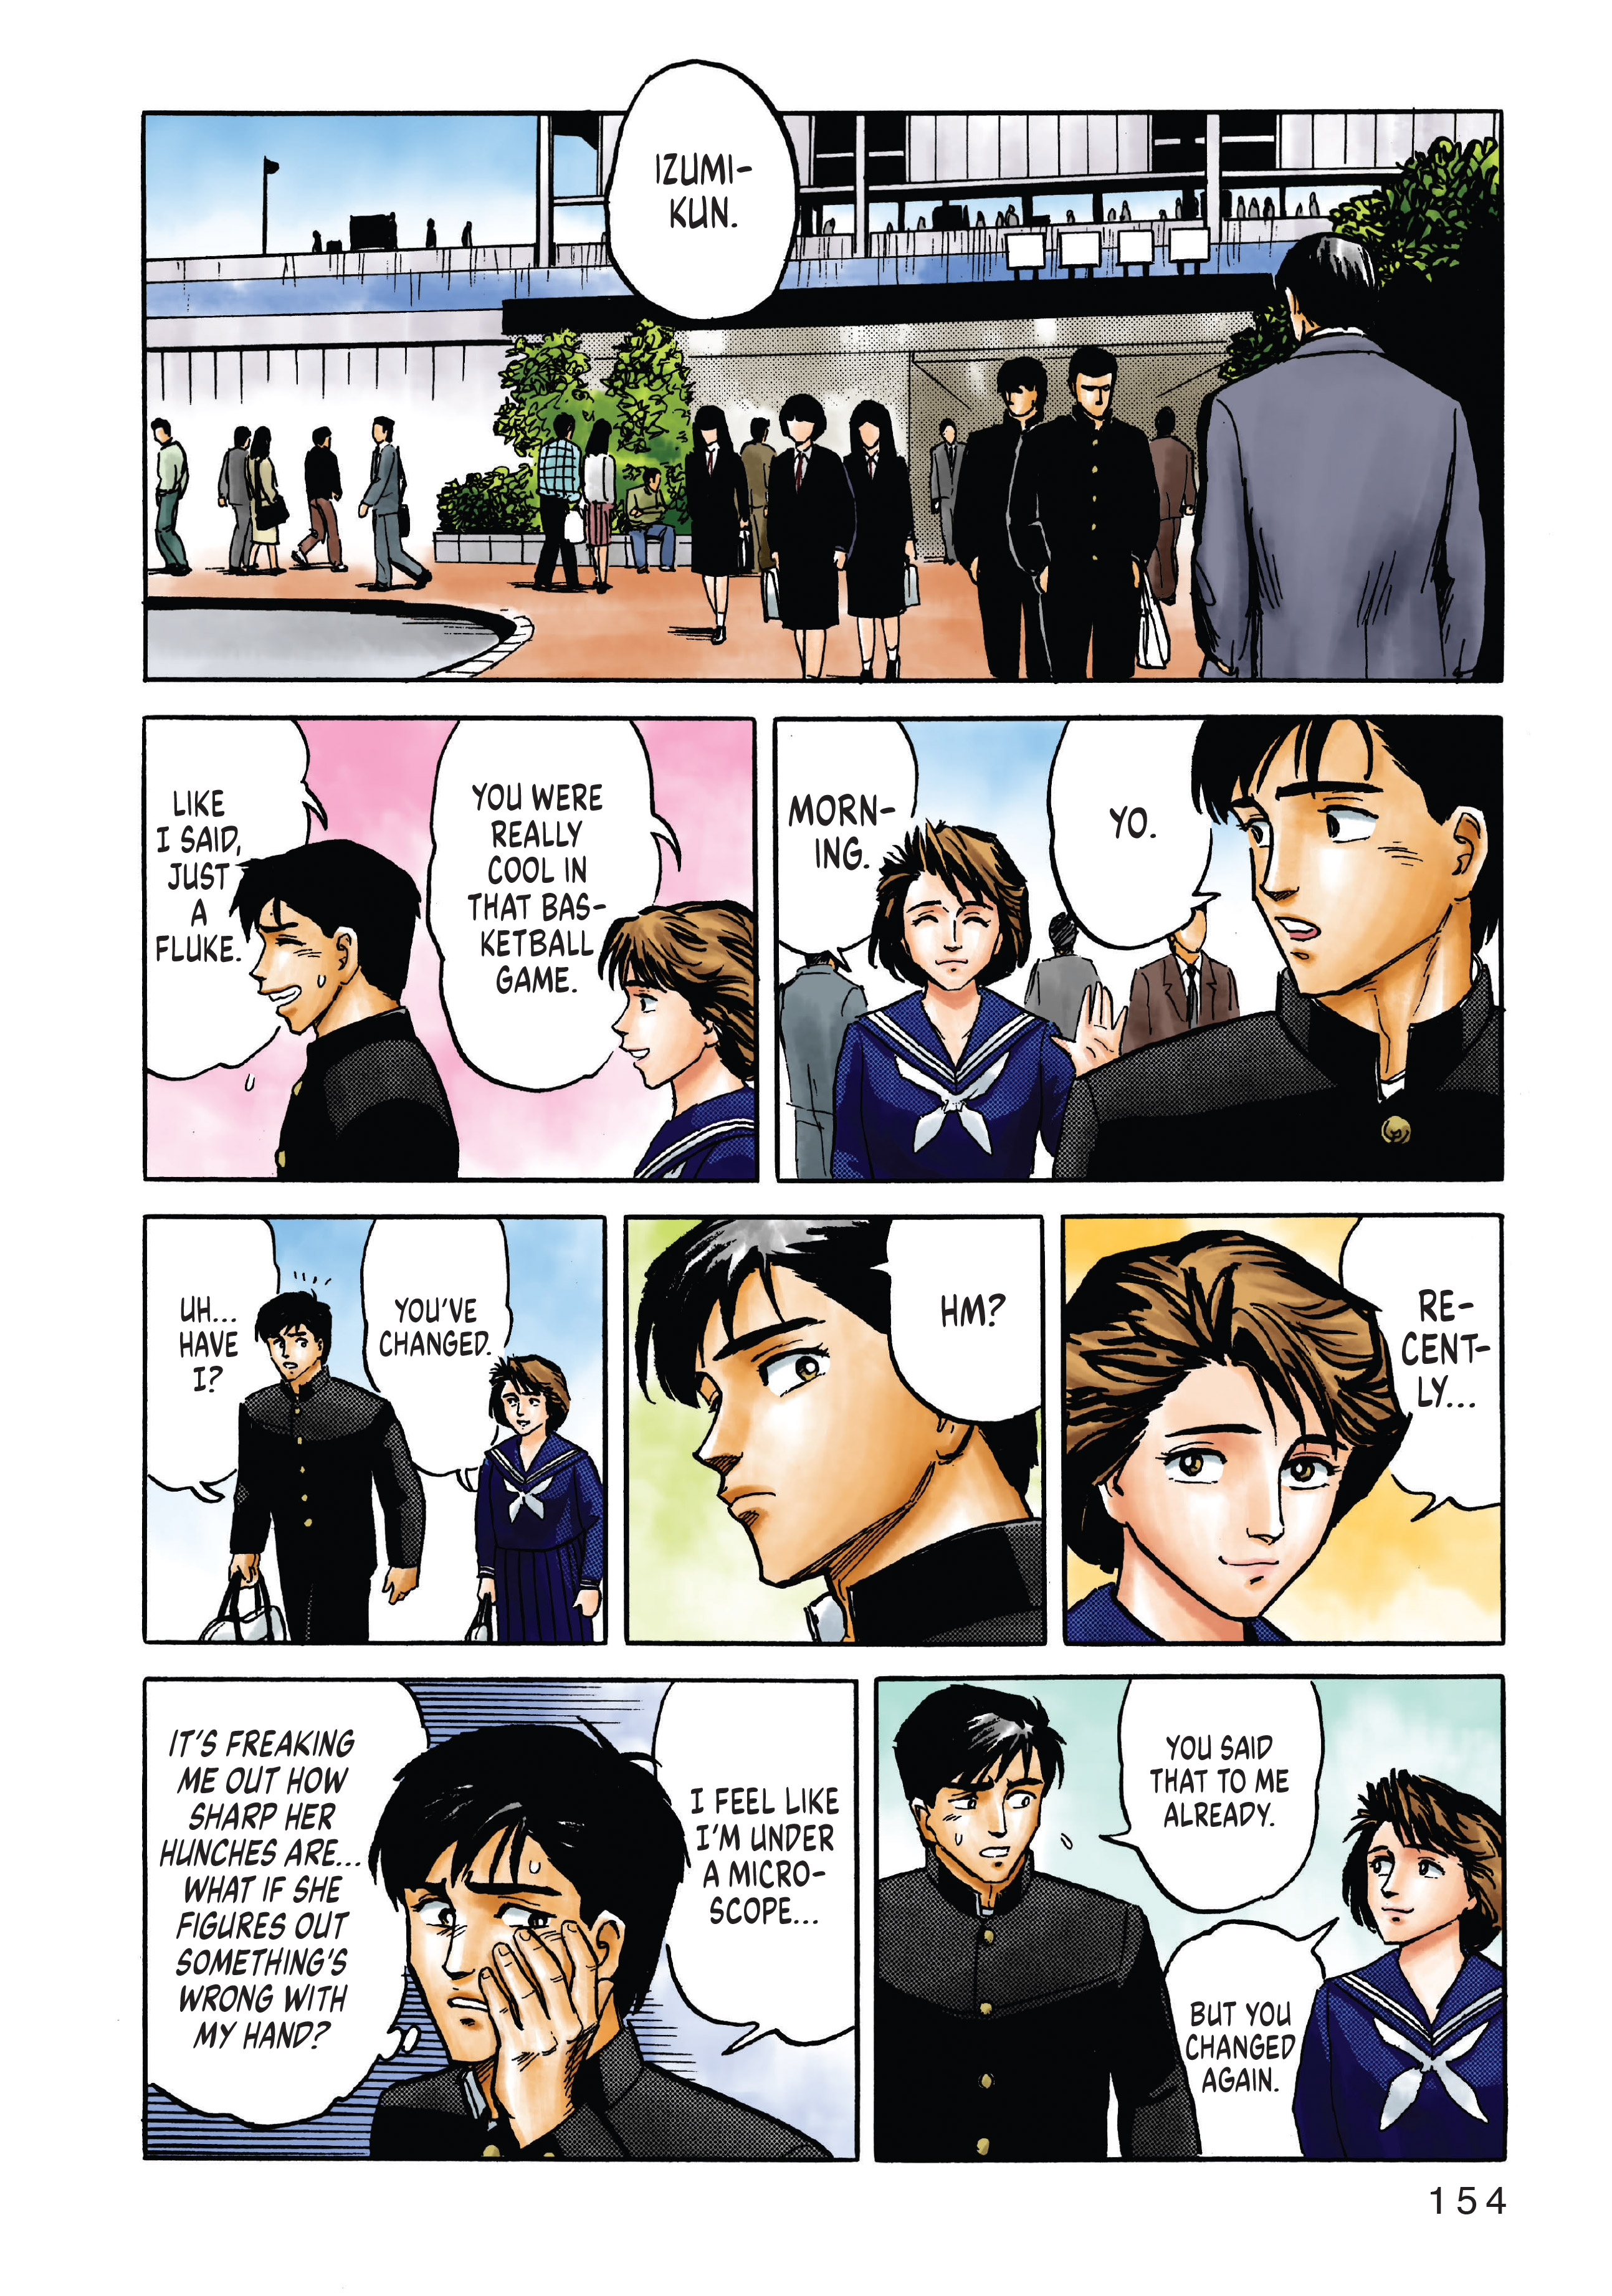 IZUMI-
KUN.
YO.
MORN-
ING.
YOU WERE
REALLY
COOL IN
THAT BAS-
KETBALL
GAME.
LIKE
I SAID,
JUST
A
FLUKE.
RE-
CENT-
LY...
HM?
YOU'VE
CHANGED.
UH...
HAVE
I?
YOU SAID
THAT TO ME
ALREADY.
BUT YOU
CHANGED
AGAIN.
I FEEL LIKE
I'M UNDER
A MICRO-
SCOPE...
IT'S FREAKING
ME OUT HOW
SHARP HER
HUNCHES ARE...
WHAT IF SHE
FIGURES OUT
SOMETHING'S
WRONG WITH
MY HAND?
154